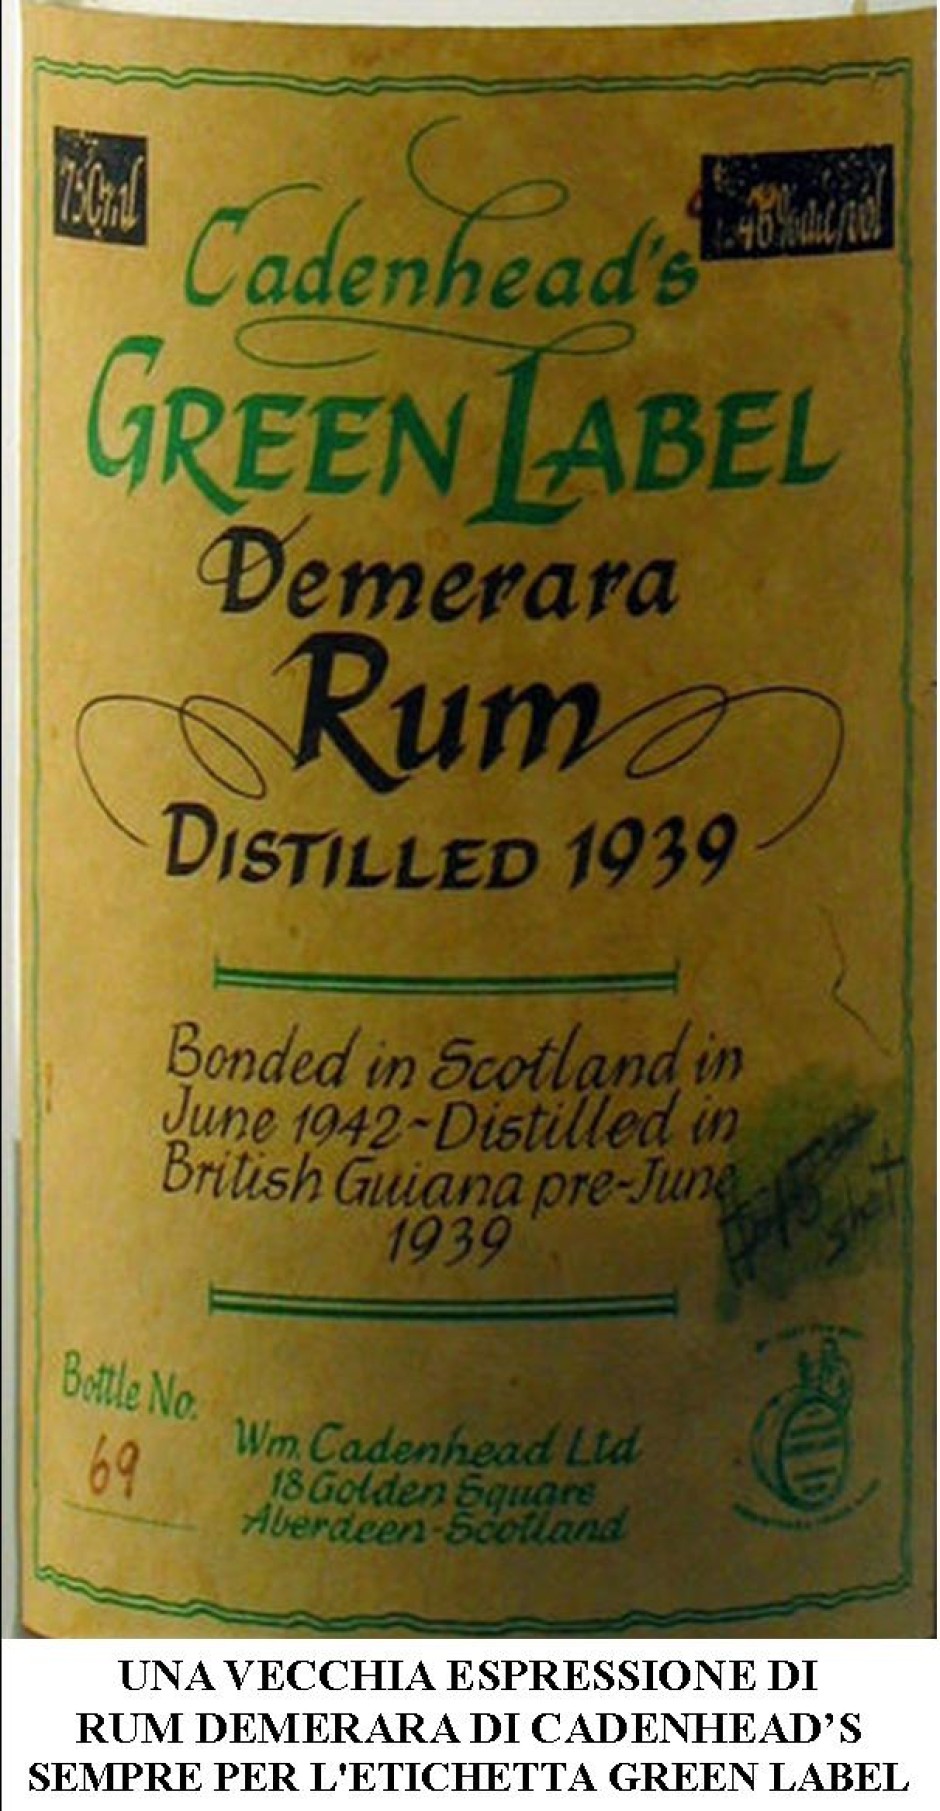 750ml
46% alc/vol
Cadenhead's
GREEN LABEL
Demerara
Rum
DISTILLED 1939
Bonded in Scotland in
June 1942~Distilled in
British Guiana pre-June
1939
Bottle No.
69
Wm. Cadenhead Ltd
18 Golden Square
Aberdeen-Scotland
UNA VECCHIA ESPRESSIONE DI
RUM DEMERARA DI CADENHEAD’S
SEMPRE PER L'ETICHETTA GREEN LABEL